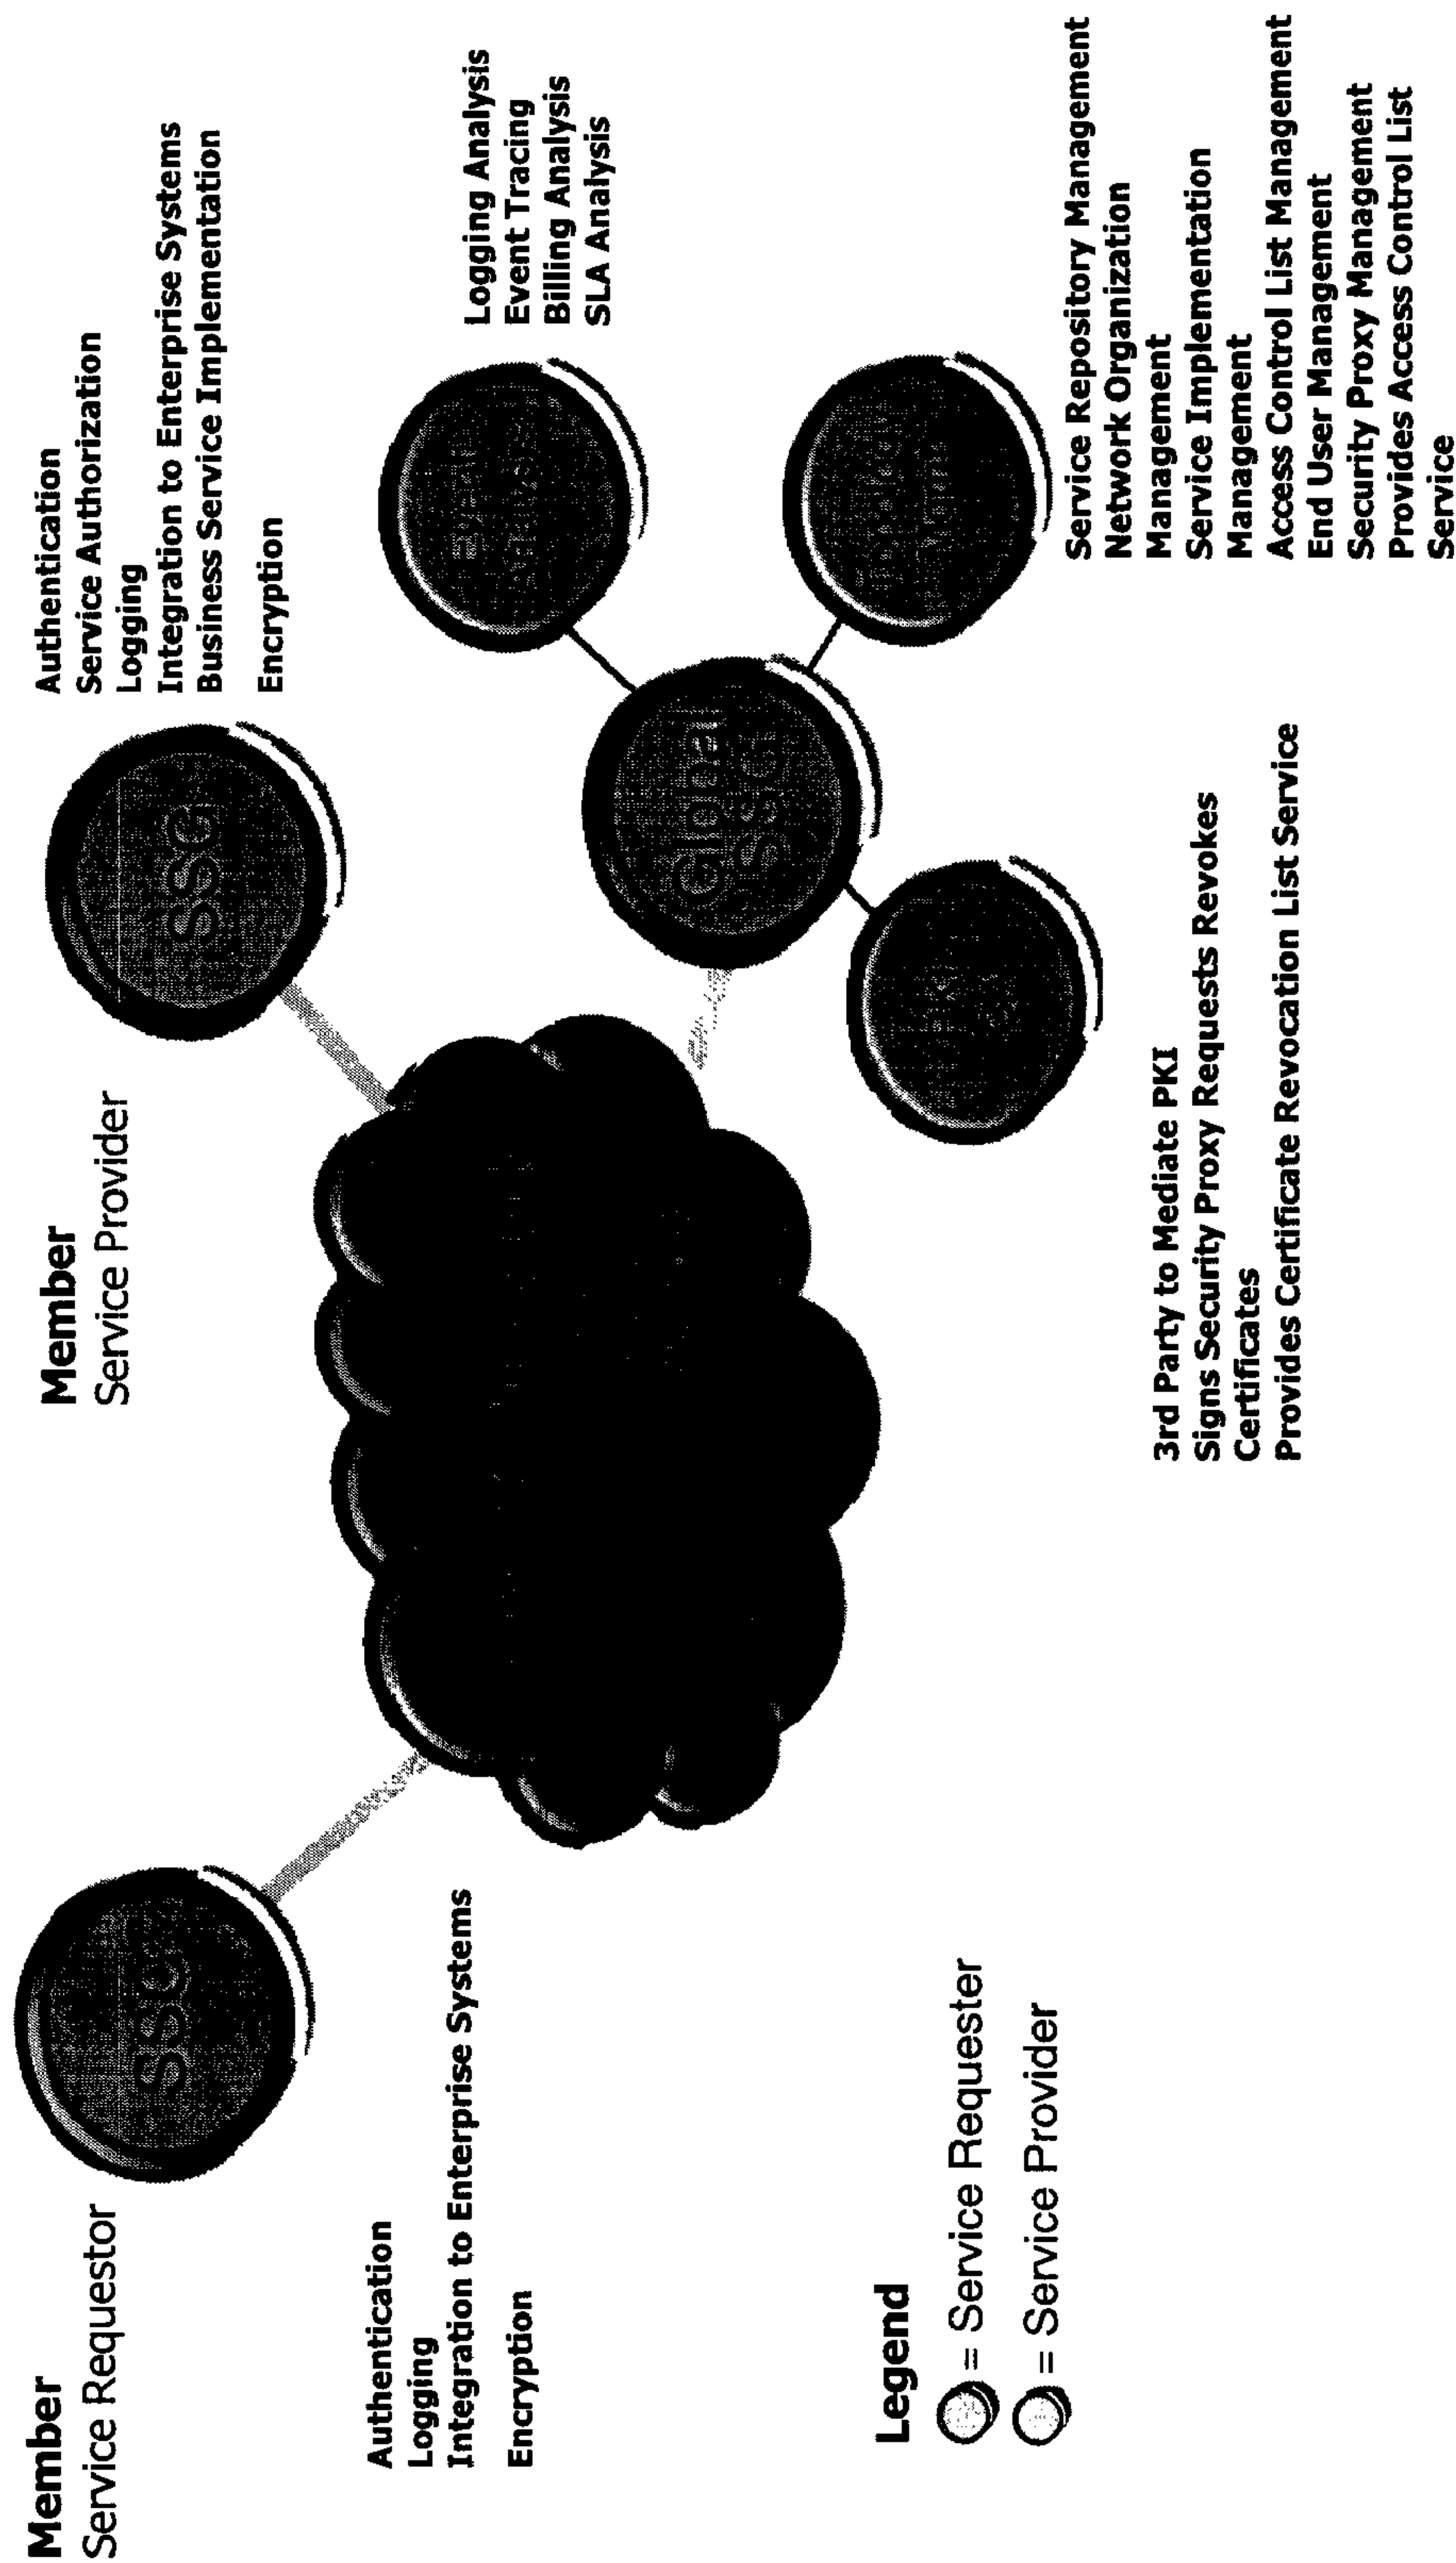 Member
Service Requestor
SSG
Authentication
Logging
Integration to Enterprise Systems
Encryption
Member
Service Provider
SSG
Authentication
Service Authorization
Logging
Integration to Enterprise Systems
Business Service Implementation
Encryption
Logging Analysis
Event Tracing
Billing Analysis
SLA Analysis
Global
SSG
Service Repository Management
Network Organization
Management
Service Implementation
Management
Access Control List Management
End User Management
Security Proxy Management
Provides Access Control List
Service
3rd Party to Mediate PKI
Signs Security Proxy Requests Revokes
Certificates
Provides Certificate Revocation List Service
Legend
= Service Requester
= Service Provider